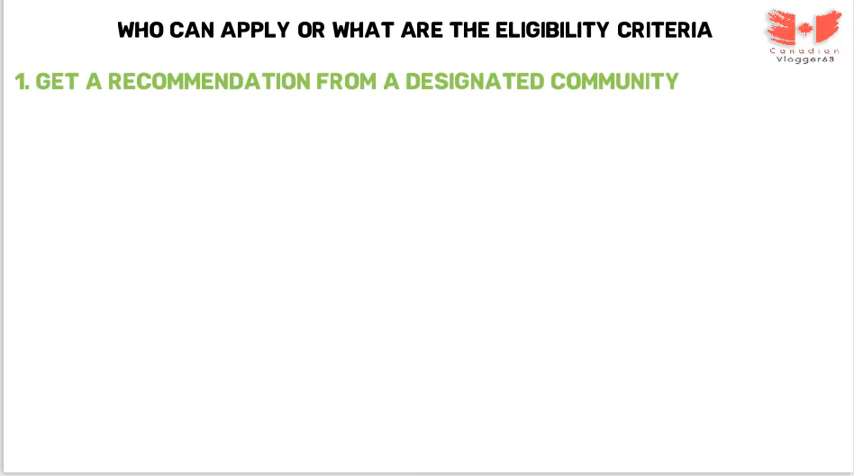 WHO CAN APPLY OR WHAT ARE THE ELIGIBILITY CRITERIA
Canadian
Vlogger63
1. GET A RECOMMENDATION FROM A DESIGNATED COMMUNITY